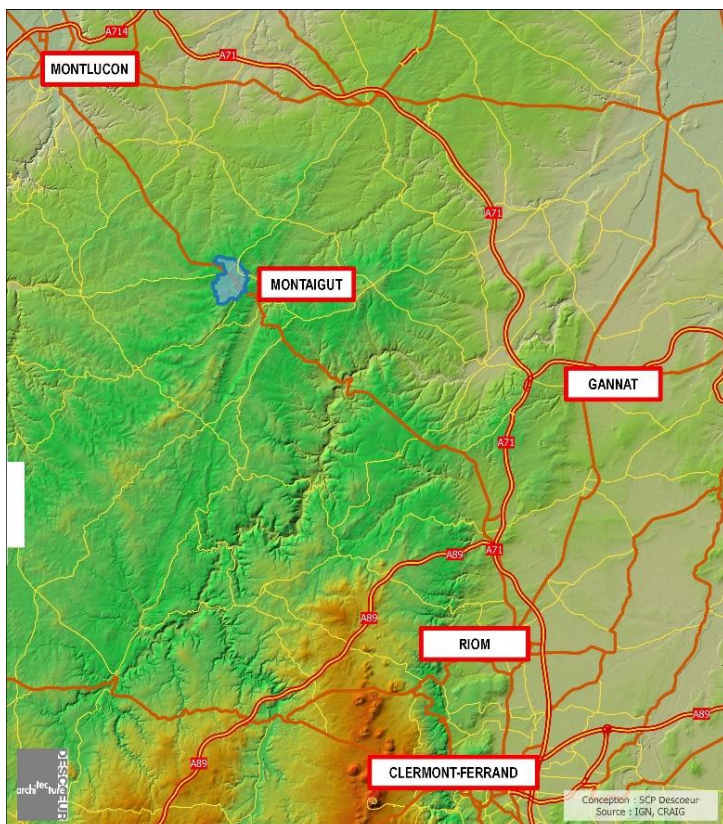 A714
A71
MONTLUCON
A71
MONTAIGUT
GANNAT
A71
A89
A71
A89
RIOM
A89
A89
CLERMONT-FERRAND
architecture
DESCOEUR
Conception : SCP Descoeur
Source : IGN, CRAIG